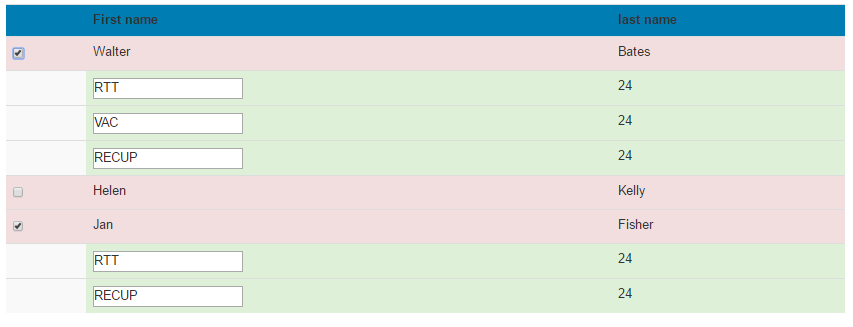 First name last name
Walter Bates
RTT 24
VAC 24
RECUP 24
Helen Kelly
Jan Fisher
RTT 24
RECUP 24